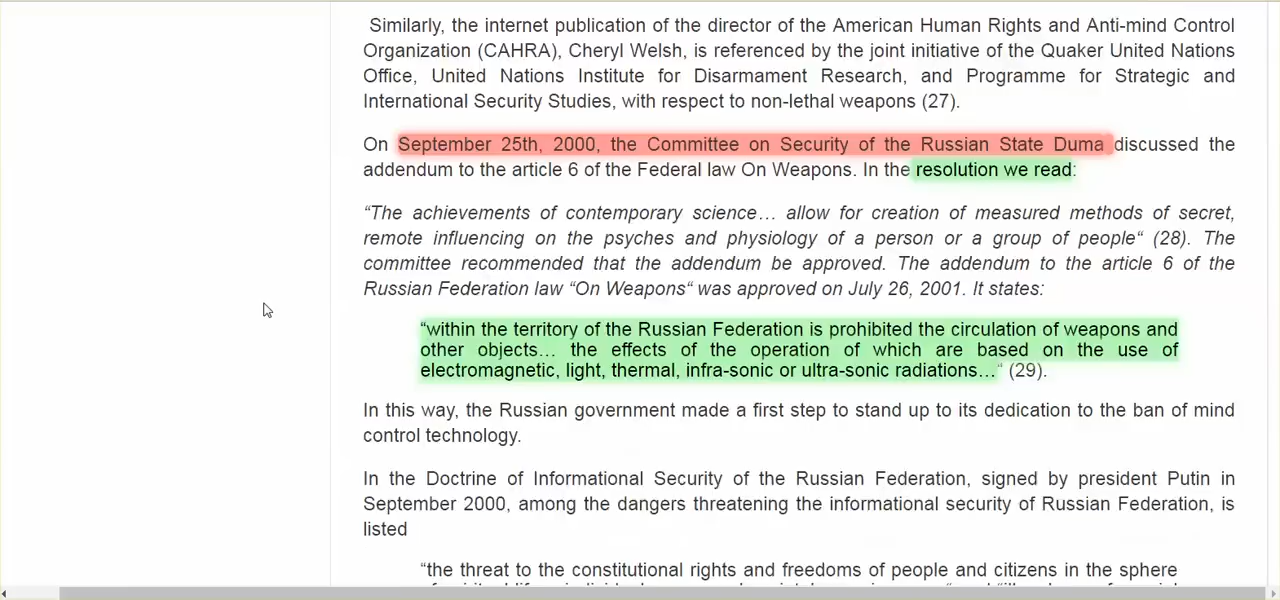 Similarly, the internet publication of the director of the American Human Rights and Anti-mind Control
Organization (CAHRA), Cheryl Welsh, is referenced by the joint initiative of the Quaker United Nations
Office, United Nations Institute for Disarmament Research, and Programme for Strategic and
International Security Studies, with respect to non-lethal weapons (27).
On September 25th, 2000, the Committee on Security of the Russian State Duma discussed the
addendum to the article 6 of the Federal law On Weapons. In the resolution we read:
“The achievements of contemporary science… allow for creation of measured methods of secret,
remote influencing on the psyches and physiology of a person or a group of people“ (28). The
committee recommended that the addendum be approved. The addendum to the article 6 of the
Russian Federation law “On Weapons“ was approved on July 26, 2001. It states:
“within the territory of the Russian Federation is prohibited the circulation of weapons and
other objects… the effects of the operation of which are based on the use of
electromagnetic, light, thermal, infra-sonic or ultra-sonic radiations…“ (29).
In this way, the Russian government made a first step to stand up to its dedication to the ban of mind
control technology.
In the Doctrine of Informational Security of the Russian Federation, signed by president Putin in
September 2000, among the dangers threatening the informational security of Russian Federation, is
listed
“the threat to the constitutional rights and freedoms of people and citizens in the sphere